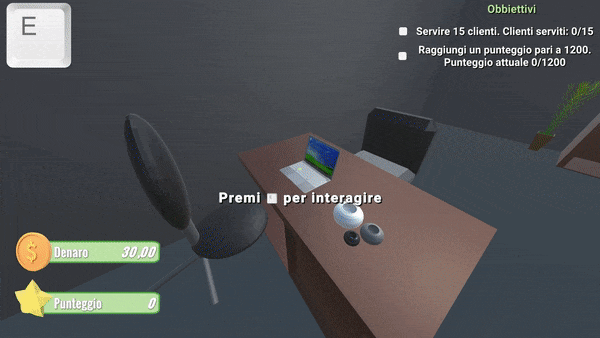 E
Obbiettivi
Servire 15 clienti. Clienti serviti: 0/15
Raggiungi un punteggio pari a 1200.
Punteggio attuale 0/1200
Premi per interagire
Denaro 30,00
Punteggio 0